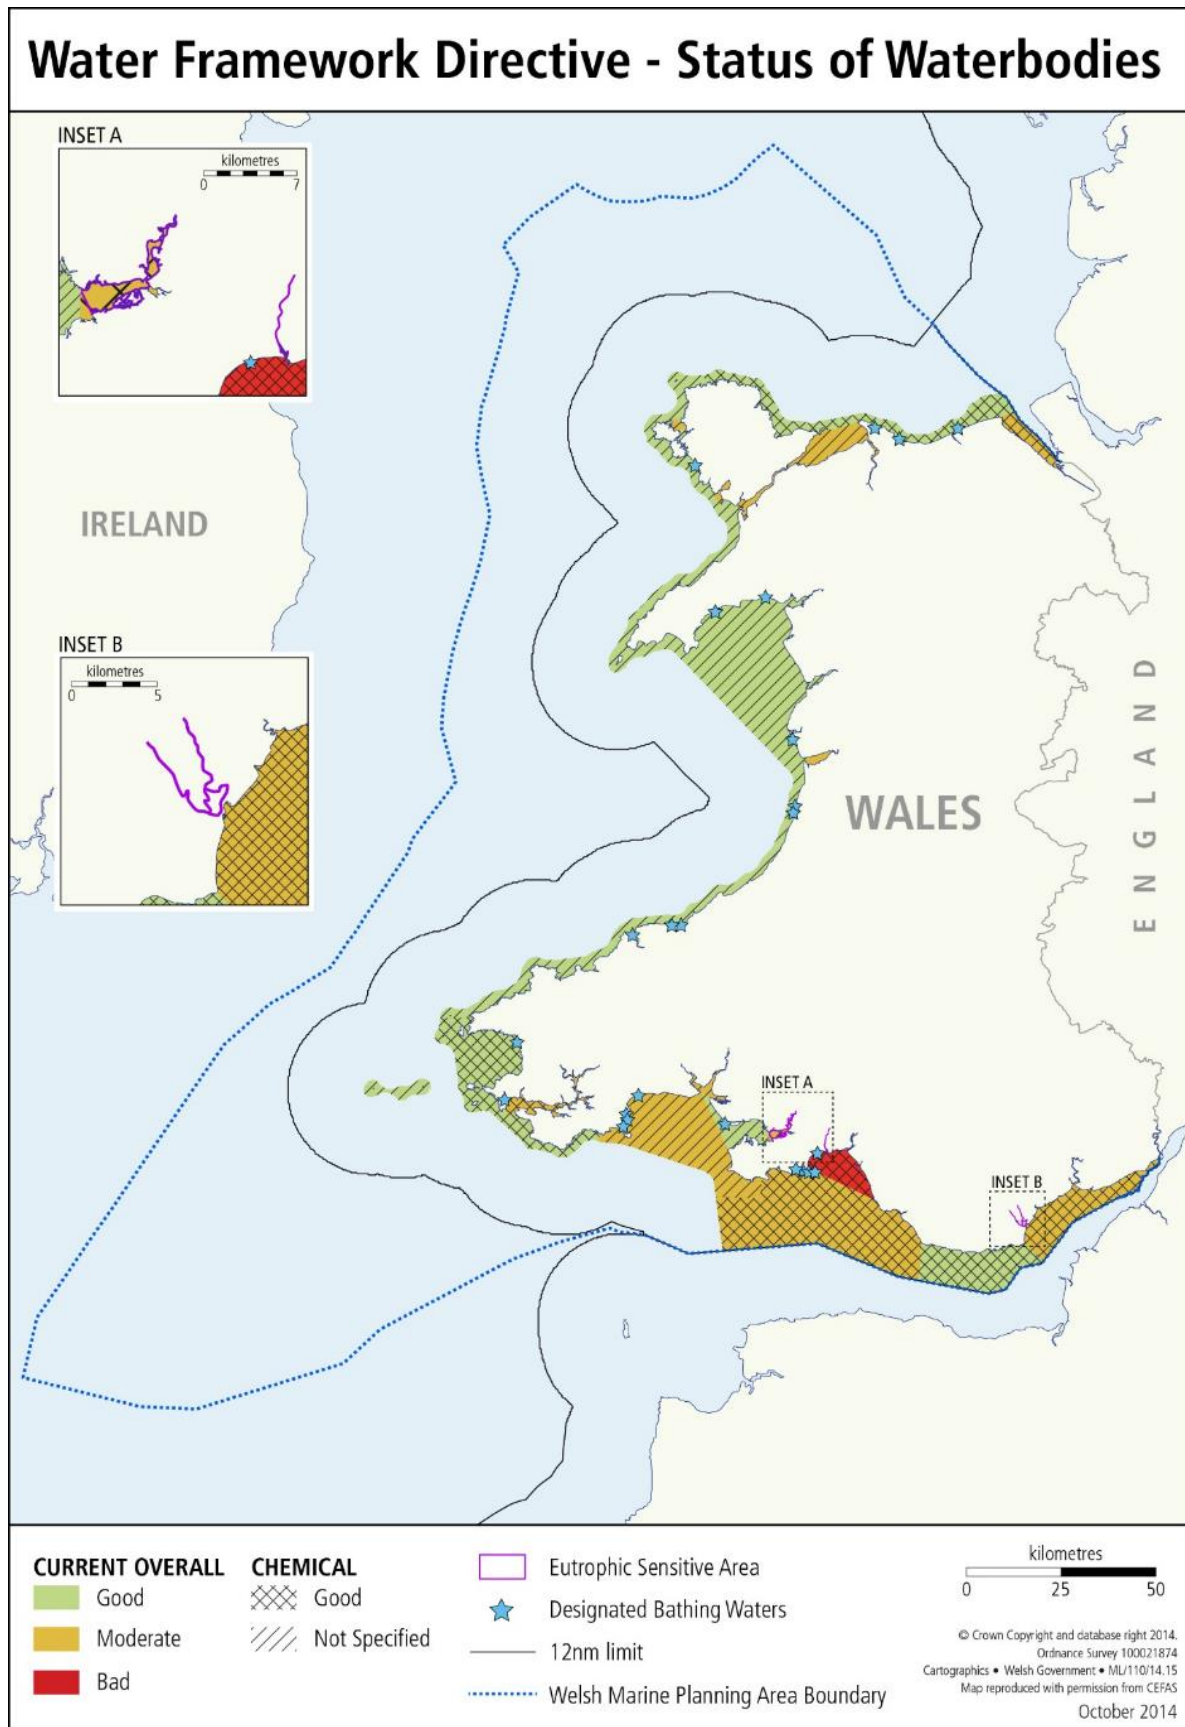 Water Framework Directive - Status of Waterbodies
INSET A
kilometres
0 7
IRELAND
INSET B
kilometres
0 5
WALES
ENGLAND
INSET A
INSET B
CURRENT OVERALL
Good
Moderate
Bad
CHEMICAL
Good
Not Specified
Eutrophic Sensitive Area
Designated Bathing Waters
12nm limit
Welsh Marine Planning Area Boundary
kilometres
0 25 50
© Crown Copyright and database right 2014.
Ordnance Survey 100021874
Cartographics • Welsh Government • ML/110/14.15
Map reproduced with permission from CEFAS
October 2014